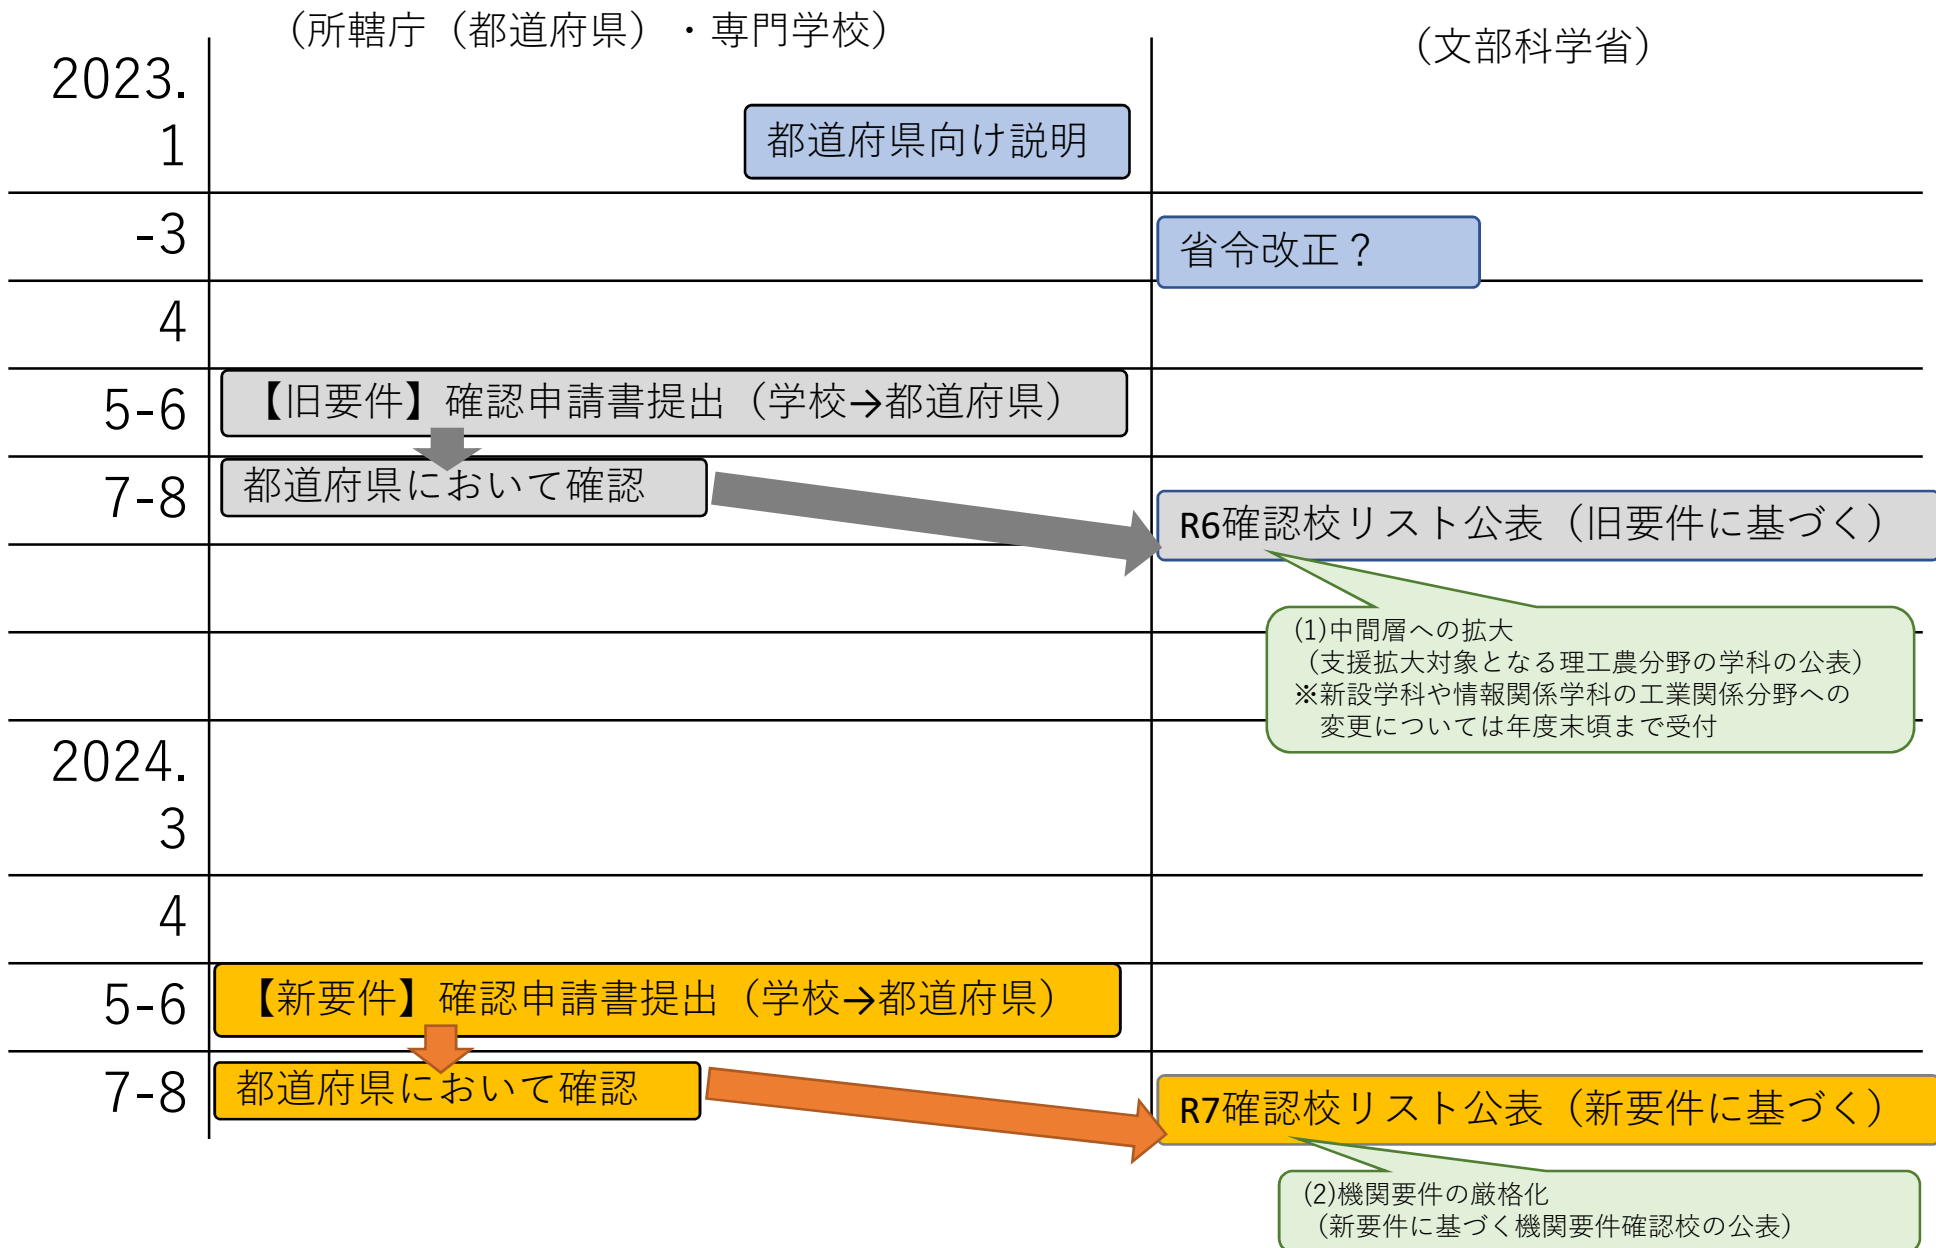 （所轄庁（都道府県）・専門学校）
（文部科学省）
2023.
1
都道府県向け説明
-3
省令改正？
4
5-6
【旧要件】確認申請書提出（学校→都道府県）
7-8
都道府県において確認
R6確認校リスト公表（旧要件に基づく）
(1)中間層への拡大
（支援拡大対象となる理工農分野の学科の公表）
※新設学科や情報関係学科の工業関係分野への
変更については年度末頃まで受付
2024.
3
4
5-6
【新要件】確認申請書提出（学校→都道府県）
7-8
都道府県において確認
R7確認校リスト公表（新要件に基づく）
(2)機関要件の厳格化
（新要件に基づく機関要件確認校の公表）